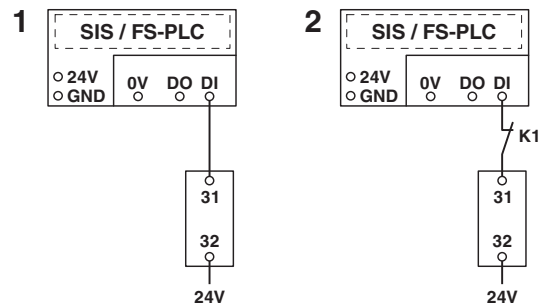 1
SIS / FS-PLC
24V
GND
0V DO DI
31
32
24V
2
SIS / FS-PLC
24V
GND
0V DO DI
K1
31
32
24V